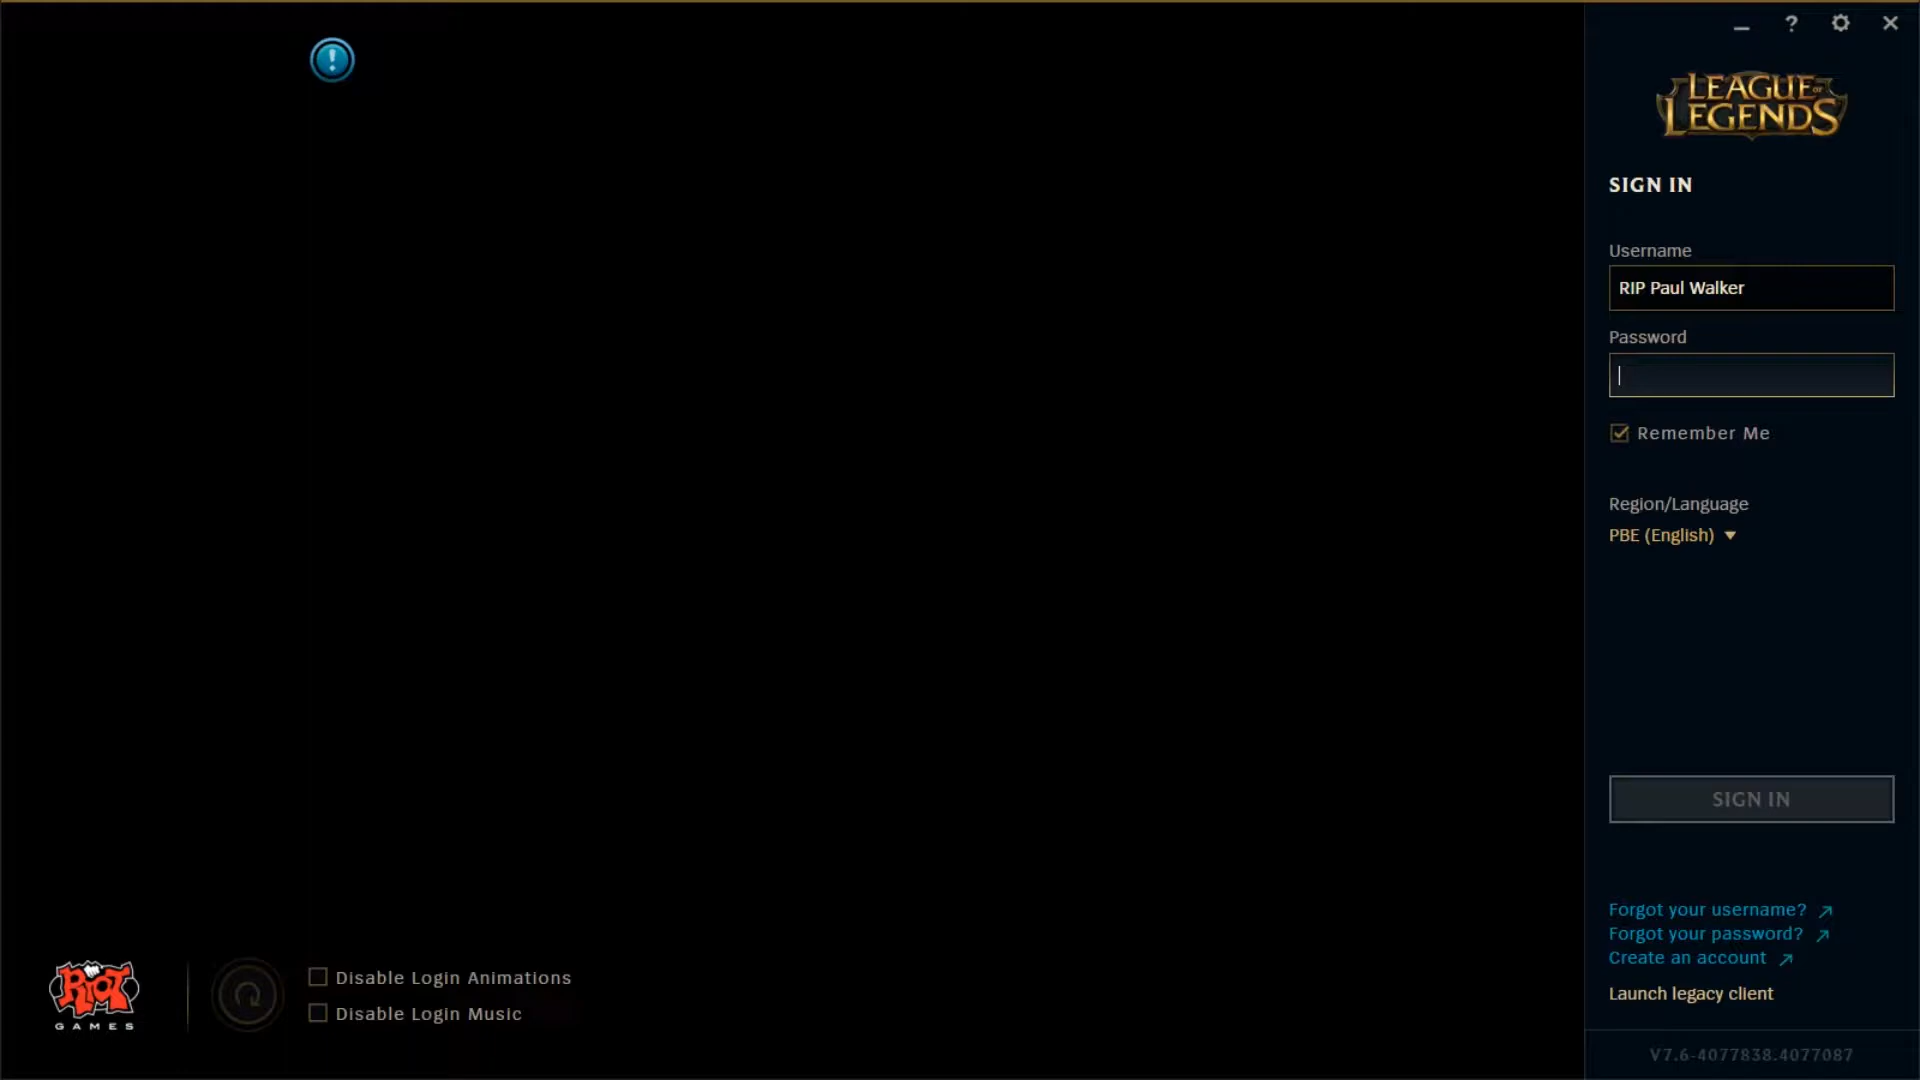 ?
!
LEAGUE OF
LEGENDS
SIGN IN
Username
RIP Paul Walker
Password
Remember Me
Region/Language
PBE (English)
SIGN IN
Forgot your username?
Forgot your password?
Create an account
Launch legacy client
RIOT
GAMES
Disable Login Animations
Disable Login Music
V7.6-4077838.4077087